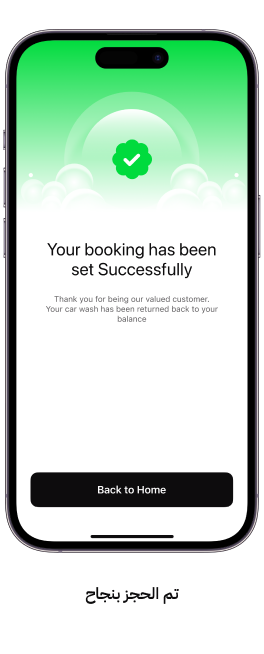 Your booking has been
set Successfully
Thank you for being our valued customer.
Your car wash has been returned back to your
balance
Back to Home
تم الحجز بنجاح